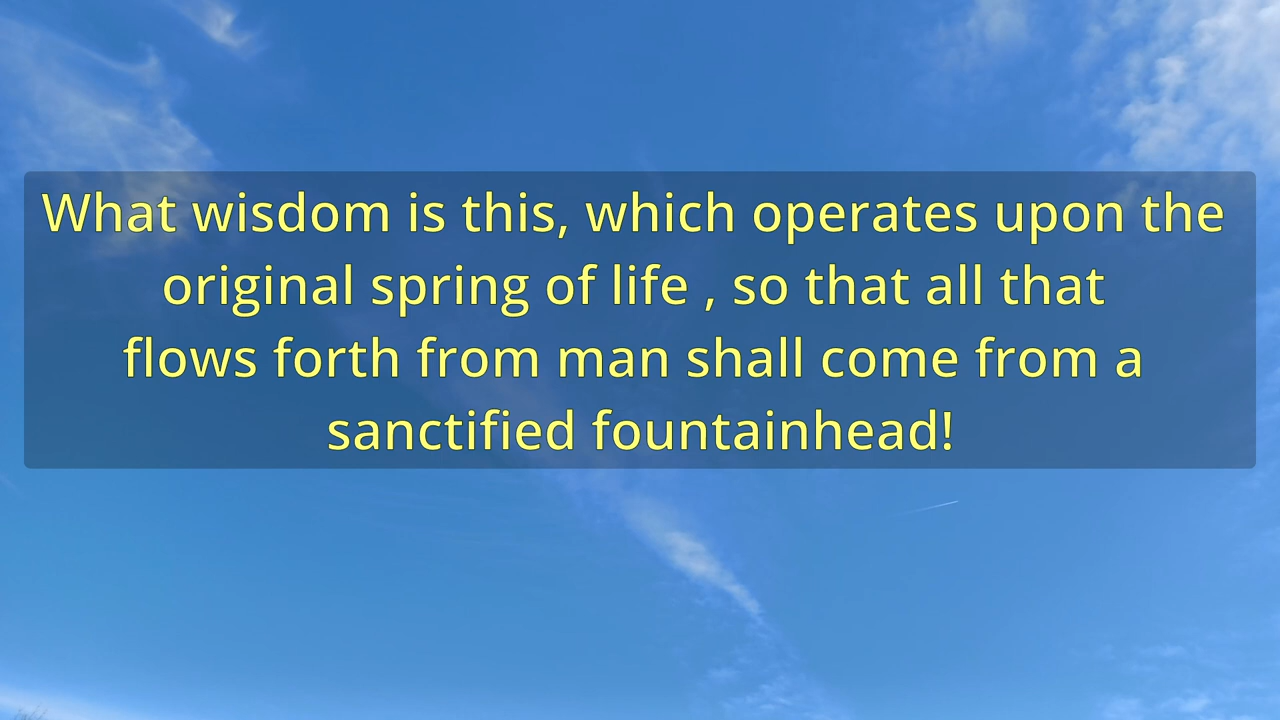 What wisdom is this, which operates upon the
original spring of life , so that all that
flows forth from man shall come from a
sanctified fountainhead!